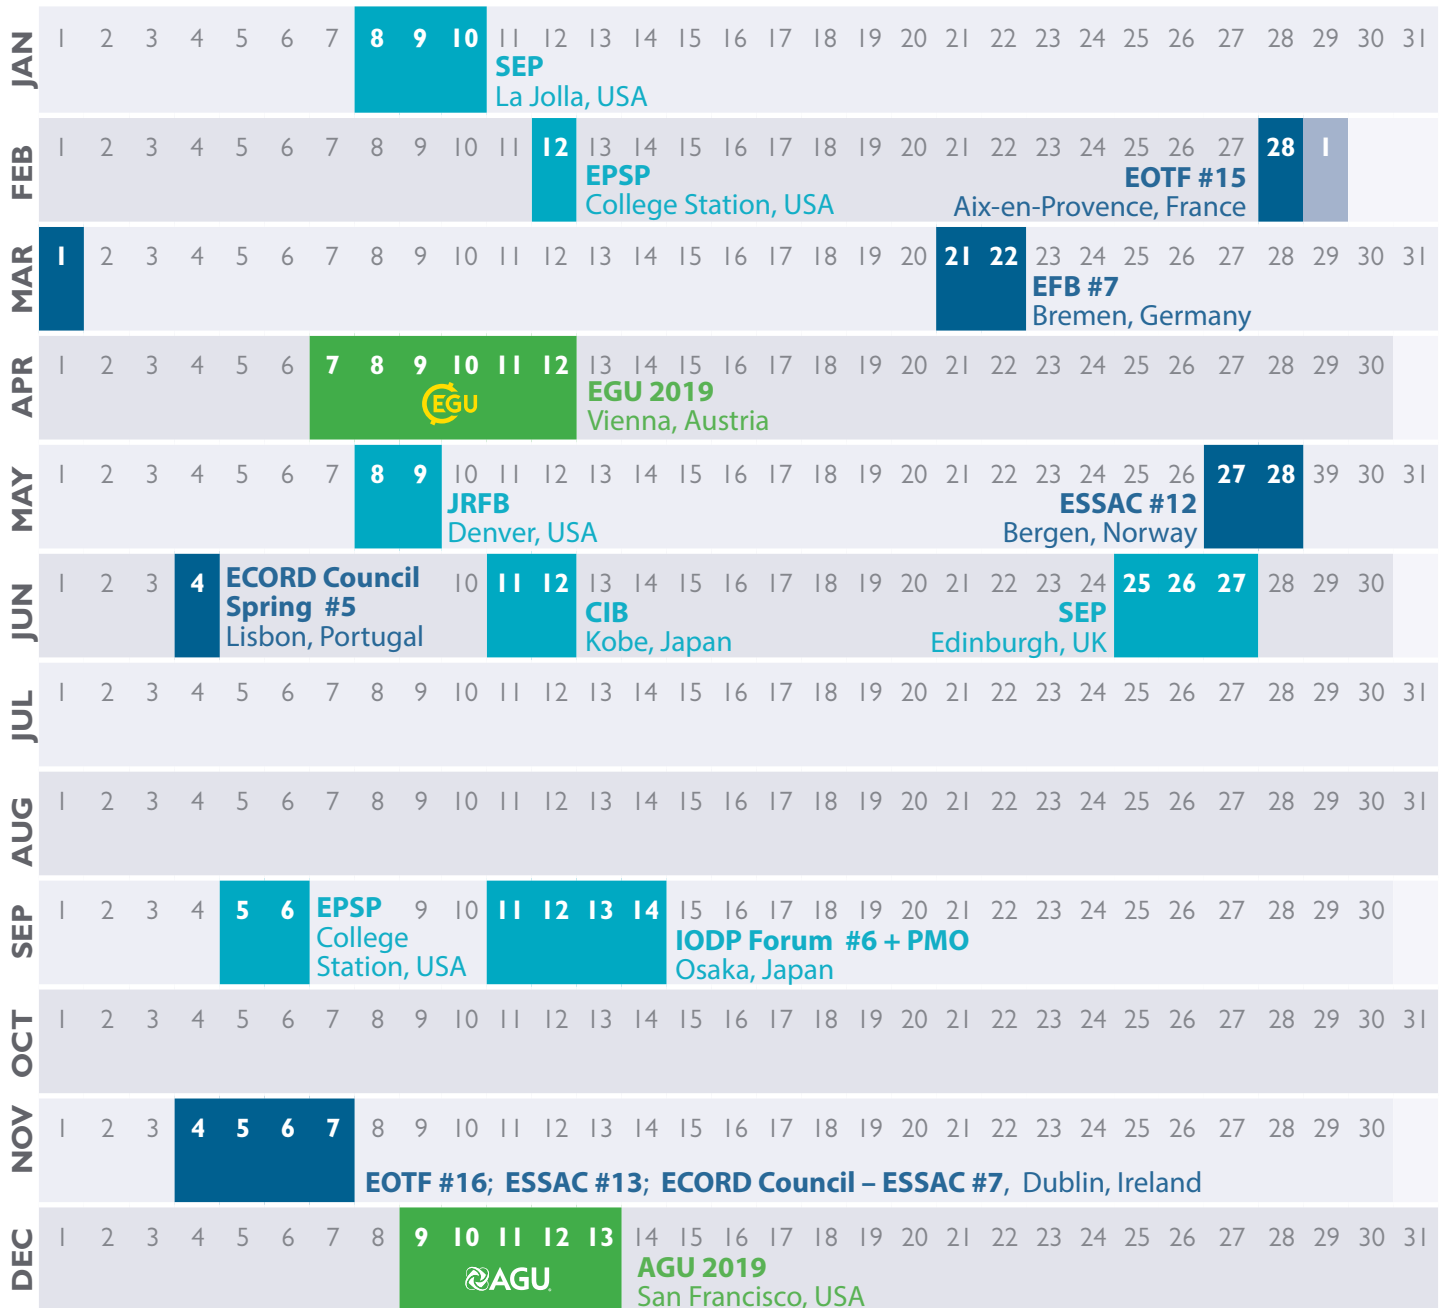 JAN
1 2 3 4 5 6 7 8 9 10 11 12 13 14 15 16 17 18 19 20 21 22 23 24 25 26 27 28 29 30 31
SEP
La Jolla, USA
FEB
1 2 3 4 5 6 7 8 9 10 11 12 13 14 15 16 17 18 19 20 21 22 23 24 25 26 27 28 1
EPSP
College Station, USA
EOTF #15
Aix-en-Provence, France
MAR
1 2 3 4 5 6 7 8 9 10 11 12 13 14 15 16 17 18 19 20 21 22 23 24 25 26 27 28 29 30 31
EFB #7
Bremen, Germany
APR
1 2 3 4 5 6 7 8 9 10 11 12 13 14 15 16 17 18 19 20 21 22 23 24 25 26 27 28 29 30
EGU
EGU 2019
Vienna, Austria
MAY
1 2 3 4 5 6 7 8 9 10 11 12 13 14 15 16 17 18 19 20 21 22 23 24 25 26 27 28 39 30 31
JRFB
Denver, USA
ESSAC #12
Bergen, Norway
JUN
1 2 3 4 10 11 12 13 14 15 16 17 18 19 20 21 22 23 24 25 26 27 28 29 30
ECORD Council
Spring #5
Lisbon, Portugal
CIB
Kobe, Japan
SEP
Edinburgh, UK
JUL
1 2 3 4 5 6 7 8 9 10 11 12 13 14 15 16 17 18 19 20 21 22 23 24 25 26 27 28 29 30 31
AUG
1 2 3 4 5 6 7 8 9 10 11 12 13 14 15 16 17 18 19 20 21 22 23 24 25 26 27 28 29 30 31
SEP
1 2 3 4 5 6 9 10 11 12 13 14 15 16 17 18 19 20 21 22 23 24 25 26 27 28 29 30
EPSP
College
Station, USA
IODP Forum #6 + PMO
Osaka, Japan
OCT
1 2 3 4 5 6 7 8 9 10 11 12 13 14 15 16 17 18 19 20 21 22 23 24 25 26 27 28 29 30 31
NOV
1 2 3 4 5 6 7 8 9 10 11 12 13 14 15 16 17 18 19 20 21 22 23 24 25 26 27 28 29 30
EOTF #16; ESSAC #13; ECORD Council – ESSAC #7, Dublin, Ireland
DEC
1 2 3 4 5 6 7 8 9 10 11 12 13 14 15 16 17 18 19 20 21 22 23 24 25 26 27 28 29 30 31
AGU
AGU 2019
San Francisco, USA